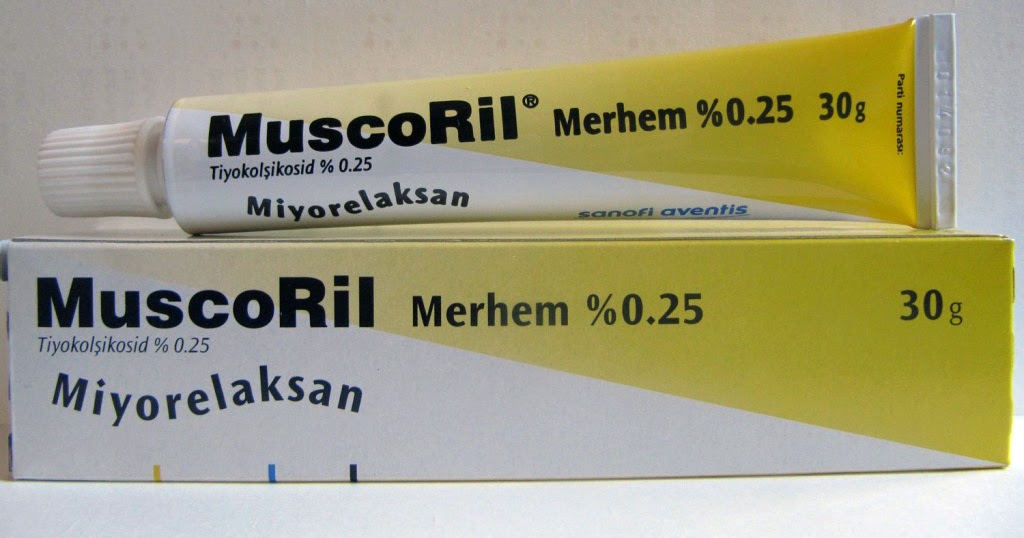 MuscoRil® Merhem %0.25 30g
Tiyokolşikosid % 0.25
Miyorelaksan
sanofi aventis
Parti numarası:
MuscoRil Merhem %0.25 30g
Tiyokolşikosid % 0.25
Miyorelaksan